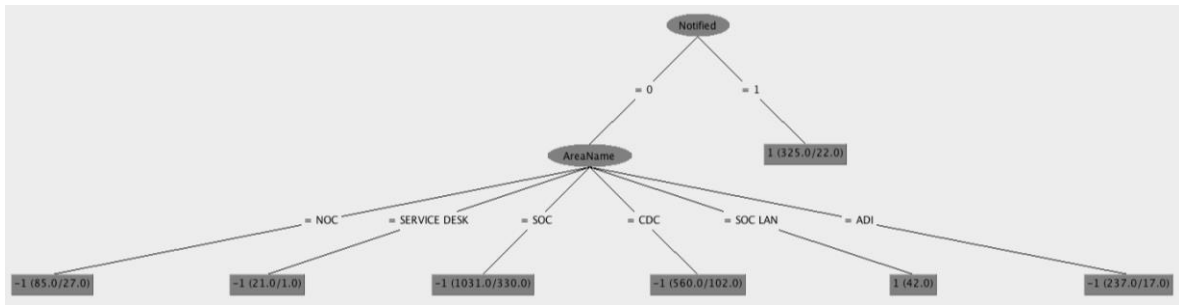 Notified
= 0
= 1
AreaName
1 (325.0/22.0)
= NOC
= SERVICE DESK
= SOC
= CDC
= SOC LAN
= ADI
-1 (85.0/27.0)
-1 (21.0/1.0)
-1 (1031.0/330.0)
-1 (560.0/102.0)
1 (42.0)
-1 (237.0/17.0)